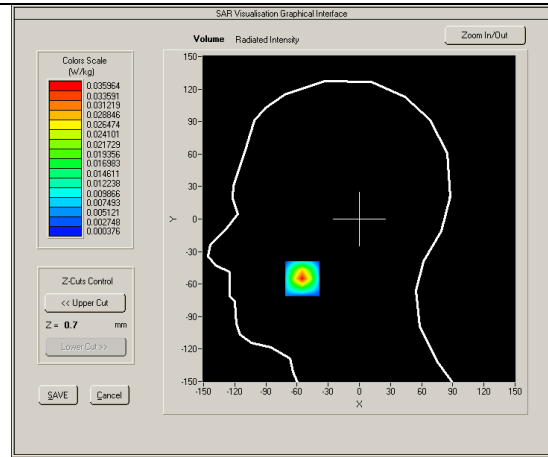 SAR Visualisation Graphical Interface
Volume Radiated Intensity
Zoom In/Out
Colors Scale
(W/kg)
0.035964
0.033591
0.031219
0.028846
0.026474
0.024101
0.021729
0.019356
0.016983
0.014611
0.012238
0.009866
0.007493
0.005121
0.002748
0.000376
Z-Cuts Control
<< Upper Cut
Z = 0.7 mm
Lower Cut >>
SAVE Cancel
150
120
90
60
30
0
-30
-60
-90
-120
-150
Y
-150 -120 -90 -60 -30 0 30 60 90 120 150
X